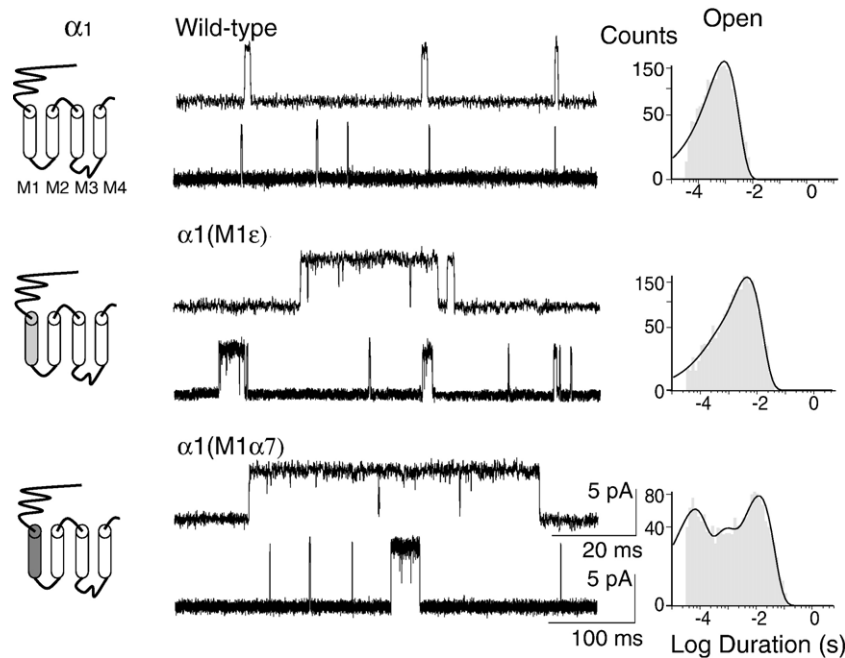 α1
Wild-type
Counts
Open
150
50
0
-4 -2 0
M1 M2 M3 M4
α1(M1ε)
150
50
0
-4 -2 0
α1(M1α7)
5 pA
20 ms
5 pA
100 ms
80
40
0
-4 -2 0
Log Duration (s)